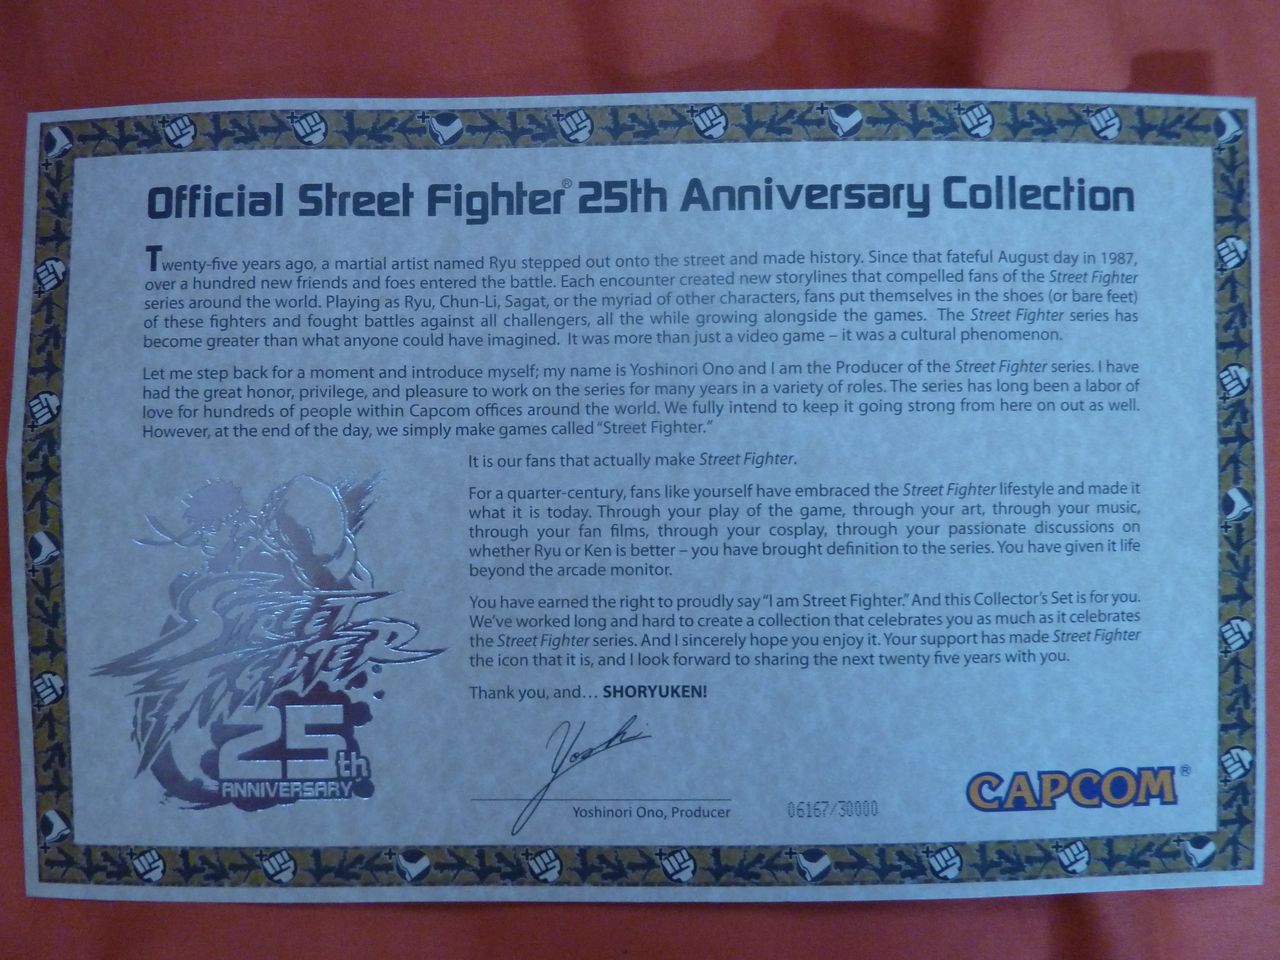 Official Street Fighter® 25th Anniversary Collection
Twenty-five years ago, a martial artist named Ryu stepped out onto the street and made history. Since that fateful August day in 1987,
over a hundred new friends and foes entered the battle. Each encounter created new storylines that compelled fans of the Street Fighter
series around the world. Playing as Ryu, Chun-Li, Sagat, or the myriad of other characters, fans put themselves in the shoes (or bare feet)
of these fighters and fought battles against all challengers, all the while growing alongside the games. The Street Fighter series has
become greater than what anyone could have imagined. It was more than just a video game – it was a cultural phenomenon.
Let me step back for a moment and introduce myself; my name is Yoshinori Ono and I am the Producer of the Street Fighter series. I have
had the great honor, privilege, and pleasure to work on the series for many years in a variety of roles. The series has long been a labor of
love for hundreds of people within Capcom offices around the world. We fully intend to keep it going strong from here on out as well.
However, at the end of the day, we simply make games called “Street Fighter.”
It is our fans that actually make Street Fighter.
For a quarter-century, fans like yourself have embraced the Street Fighter lifestyle and made it
what it is today. Through your play of the game, through your art, through your music,
through your fan films, through your cosplay, through your passionate discussions on
whether Ryu or Ken is better – you have brought definition to the series. You have given it life
beyond the arcade monitor.
You have earned the right to proudly say “I am Street Fighter.” And this Collector's Set is for you.
We've worked long and hard to create a collection that celebrates you as much as it celebrates
the Street Fighter series. And I sincerely hope you enjoy it. Your support has made Street Fighter
the icon that it is, and I look forward to sharing the next twenty five years with you.
Thank you, and… SHORYUKEN!
Yoshi
Yoshinori Ono, Producer
06167/30000
CAPCOM®
STREET
FIGHTER
25th
ANNIVERSARY